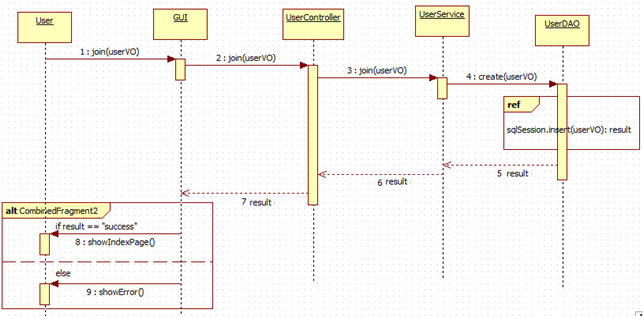 User
GUI
UserController
UserService
UserDAO
1 : join(userVO)
2 : join(userVO)
3 : join(userVO)
4 : create(userVO)
ref
sqlSession.insert(userVO): result
5 result
6 result
7 result
alt CombinedFragment2
if result == "success"
8 : showIndexPage()
else
9 : showError()